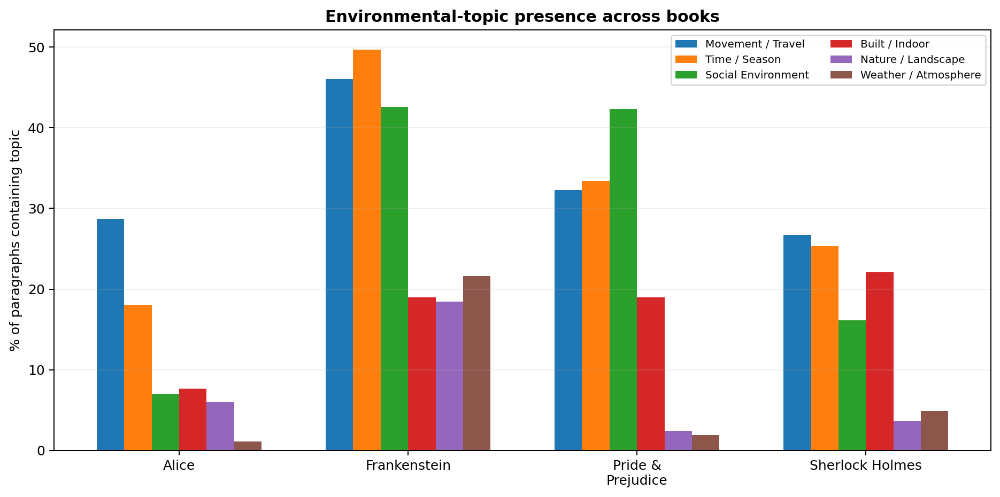 Environmental-topic presence across books
% of paragraphs containing topic
50
40
30
20
10
0
Movement / Travel
Time / Season
Social Environment
Built / Indoor
Nature / Landscape
Weather / Atmosphere
Alice
Frankenstein
Pride &
Prejudice
Sherlock Holmes